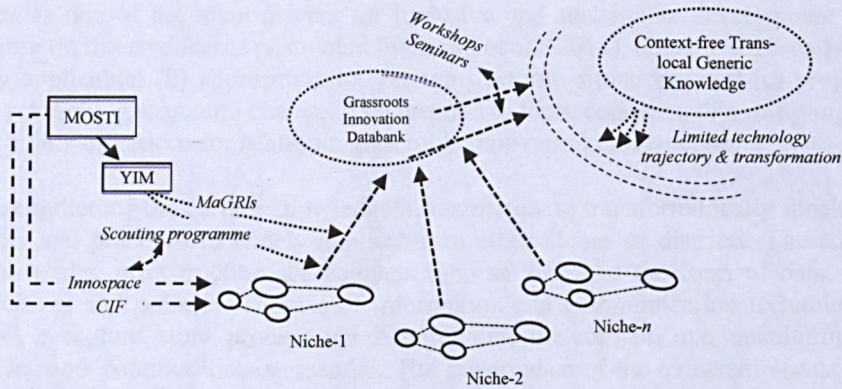 Workshops
Seminars
Context-free Trans-
local Generic
Knowledge
MOSTI
Grassroots
Innovation
Databank
Limited technology
trajectory & transformation
YIM
MaGRIs
Scouting programme
Innospace
CIF
Niche-1
Niche-n
Niche-2